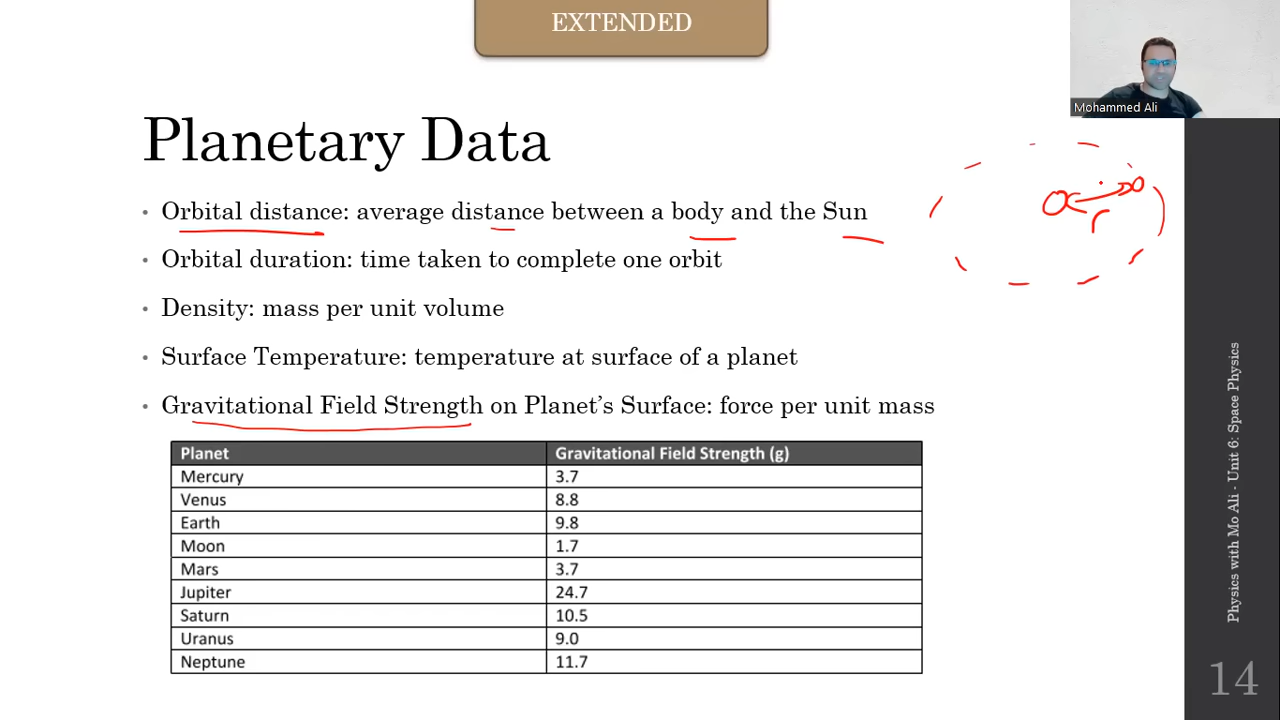 EXTENDED
Mohammed Ali
Planetary Data
• Orbital distance: average distance between a body and the Sun
r
• Orbital duration: time taken to complete one orbit
• Density: mass per unit volume
• Surface Temperature: temperature at surface of a planet
• Gravitational Field Strength on Planet's Surface: force per unit mass
Planet Gravitational Field Strength (g)
Mercury 3.7
Venus 8.8
Earth 9.8
Moon 1.7
Mars 3.7
Jupiter 24.7
Saturn 10.5
Uranus 9.0
Neptune 11.7
Physics with Mo Ali - Unit 6: Space Physics
14